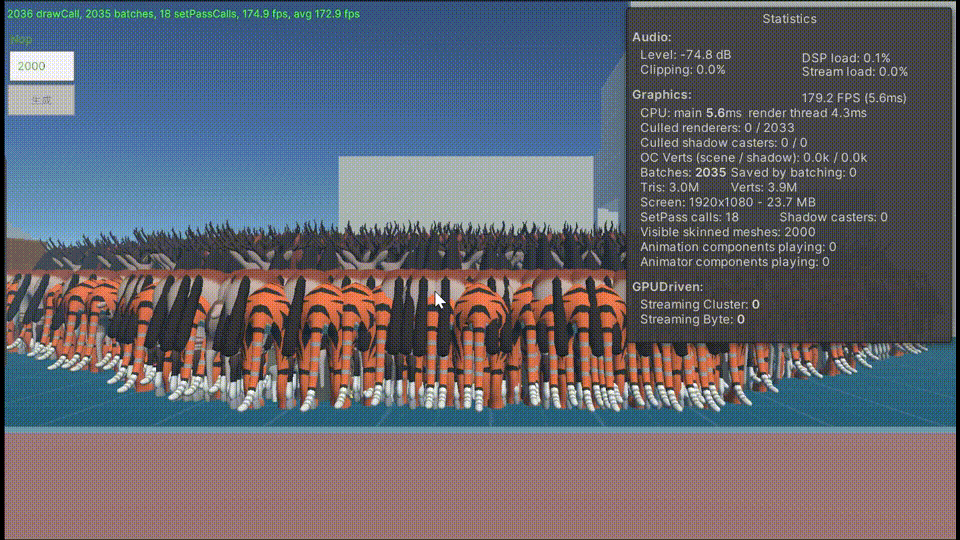 2036 drawCall, 2035 batches, 18 setPassCalls, 174.9 fps, avg 172.9 fps
Nop
2000
生成
Statistics
Audio:
Level: -74.8 dB
DSP load: 0.1%
Clipping: 0.0%
Stream load: 0.0%
Graphics:
179.2 FPS (5.6ms)
CPU: main 5.6ms render thread 4.3ms
Culled renderers: 0 / 2033
Culled shadow casters: 0 / 0
OC Verts (scene / shadow): 0.0k / 0.0k
Batches: 2035 Saved by batching: 0
Tris: 3.0M Verts: 3.9M
Screen: 1920x1080 - 23.7 MB
SetPass calls: 18 Shadow casters: 0
Visible skinned meshes: 2000
Animation components playing: 0
Animator components playing: 0
GPUDriven:
Streaming Cluster: 0
Streaming Byte: 0